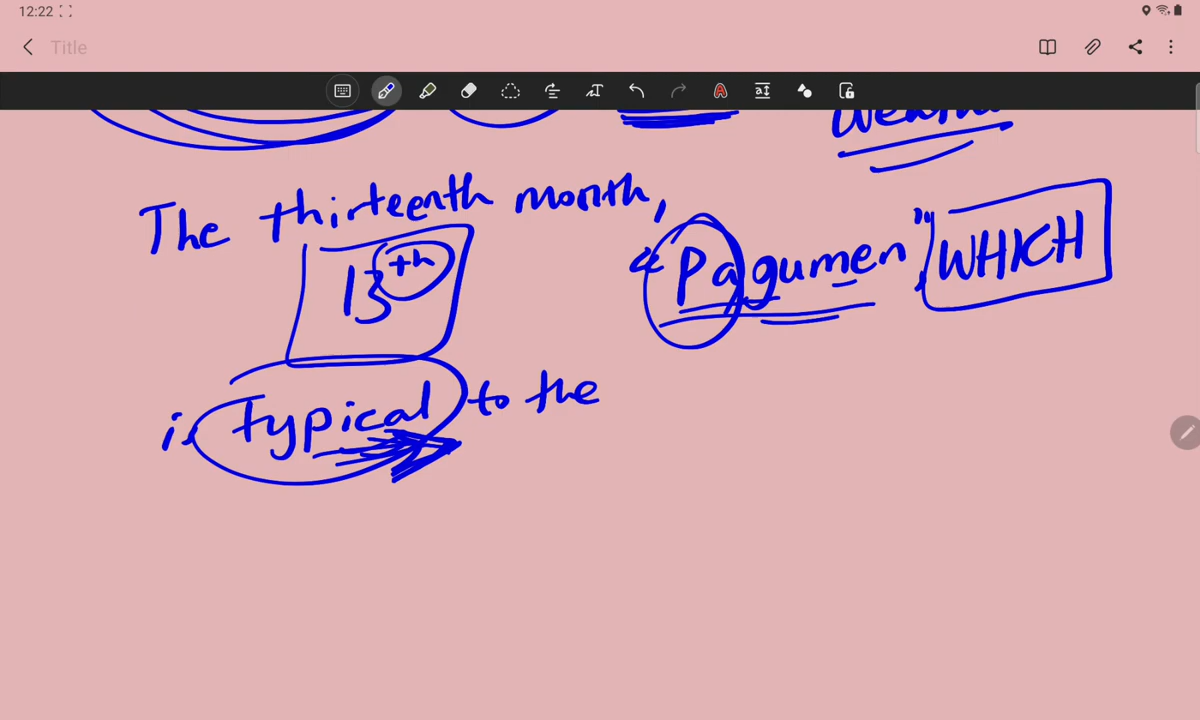 12:22
Title
The thirteenth month,
13th
"Pagumen", WHICH
is typical to the